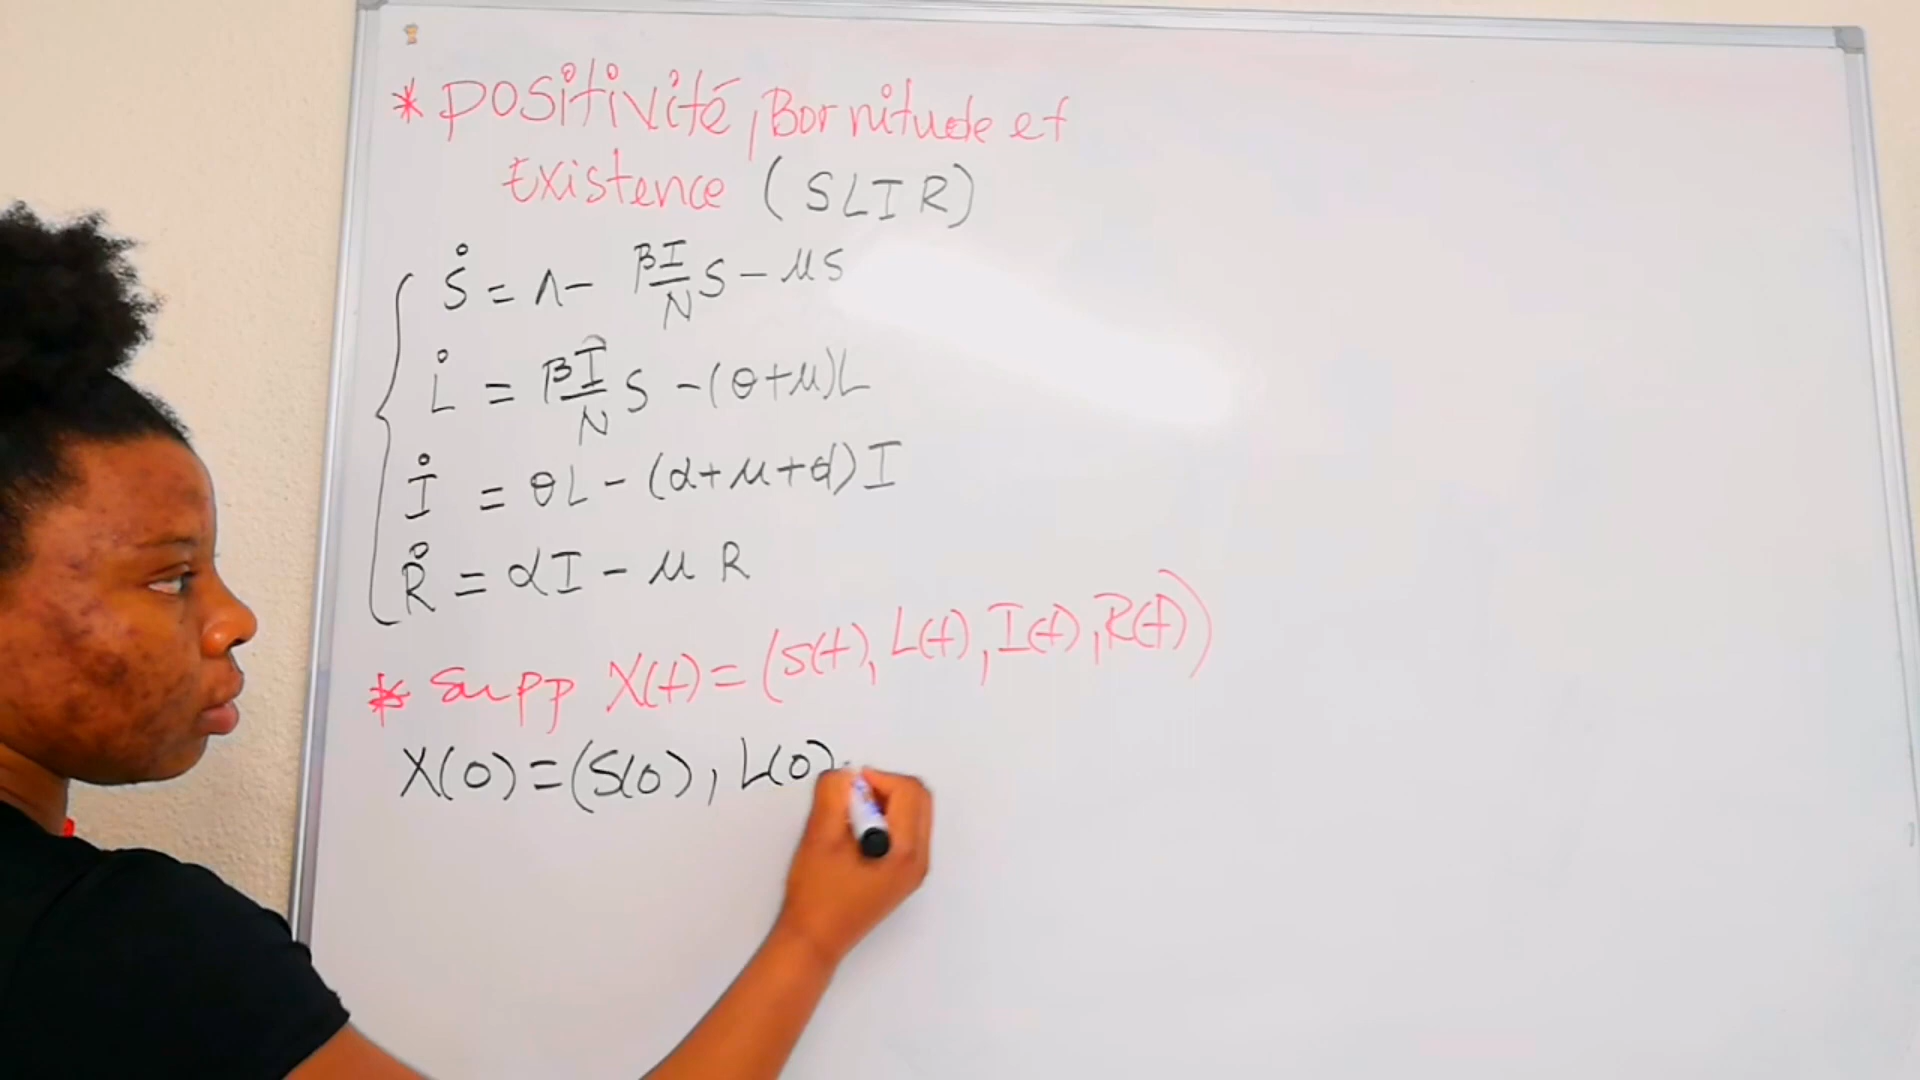 * Positivité, Bornitude et
Existence (SLIR)
Ṡ = Λ - βI/N S - μS
L̇ = βI/N S - (θ+μ)L
İ = θL - (α+μ+d)I
Ṙ = αI - μR
* Supp X(t) = (S(t), L(t), I(t), R(t))
X(0) = (S(0), L(0)